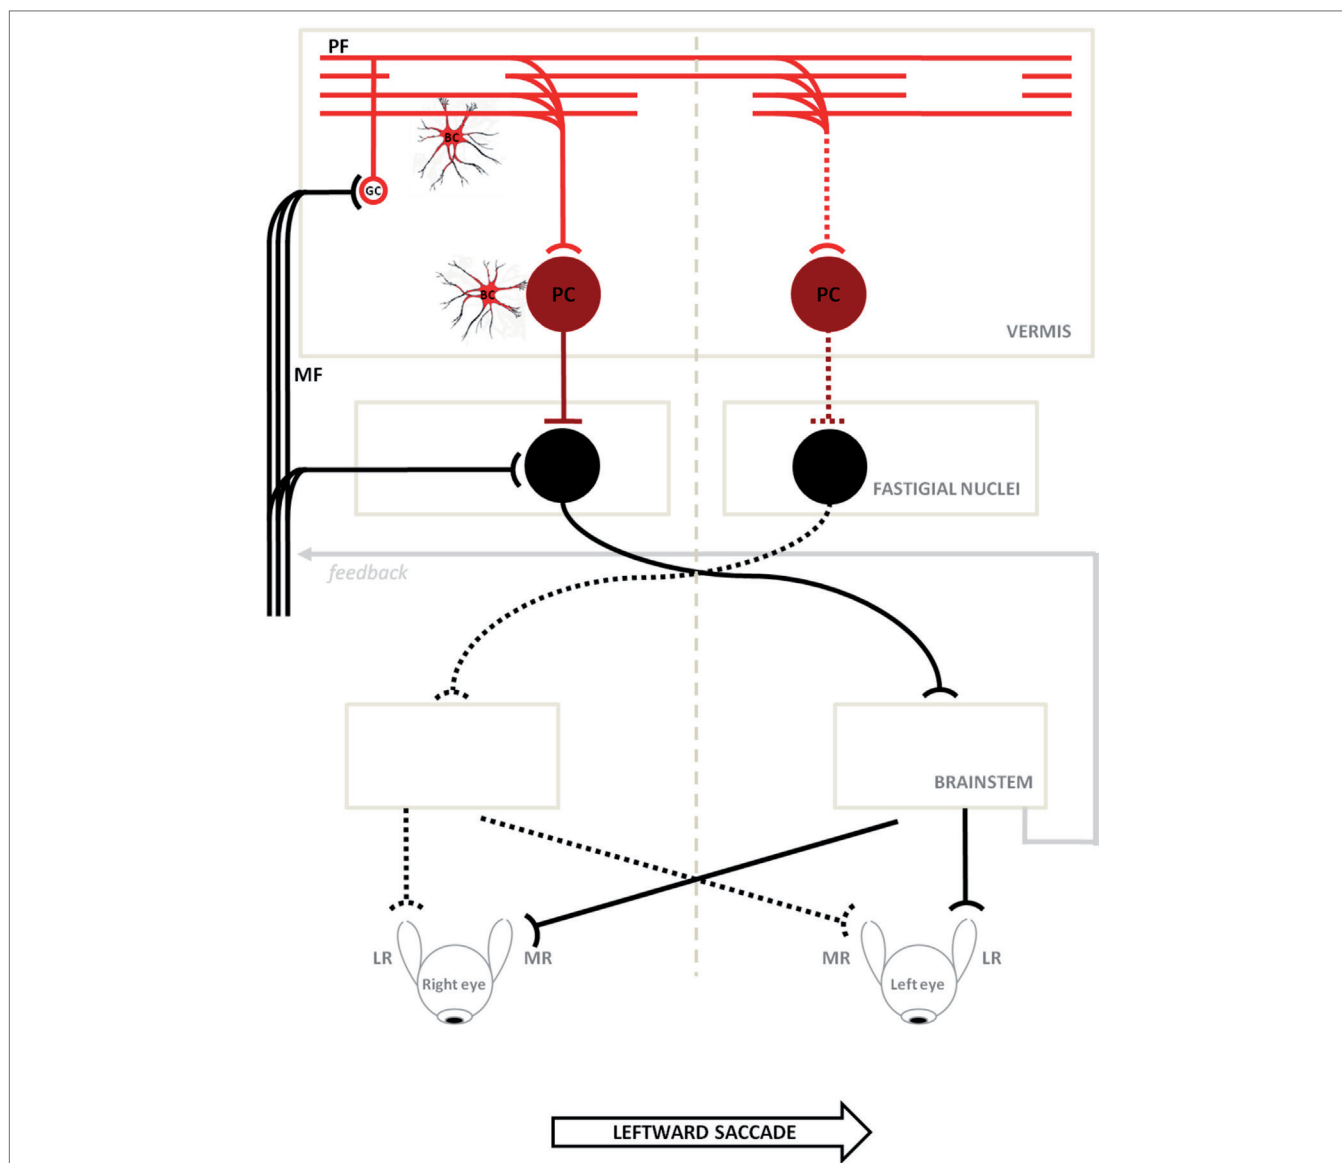 PF
BC
GC
BC
PC
PC
VERMIS
MF
FASTIGIAL NUCLEI
feedback
BRAINSTEM
LR
MR
MR
LR
Right eye
Left eye
LEFTWARD SACCADE